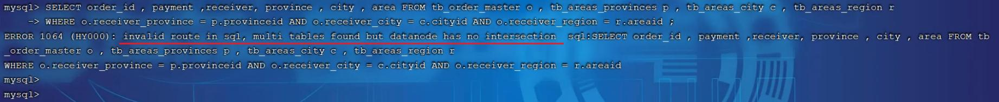 mysql> SELECT order_id , payment ,receiver, province , city , area FROM tb_order_master o , tb_areas_provinces p , tb_areas_city c , tb_areas_region r
-> WHERE o.receiver_province = p.provinceid AND o.receiver_city = c.cityid AND o.receiver_region = r.areaid ;
ERROR 1064 (HY000): invalid route in sql, multi tables found but datanode has no intersection sql:SELECT order_id , payment ,receiver, province , city , area FROM tb
_order_master o , tb_areas_provinces p , tb_areas_city c , tb_areas_region r
WHERE o.receiver_province = p.provinceid AND o.receiver_city = c.cityid AND o.receiver_region = r.areaid
mysql>
mysql>